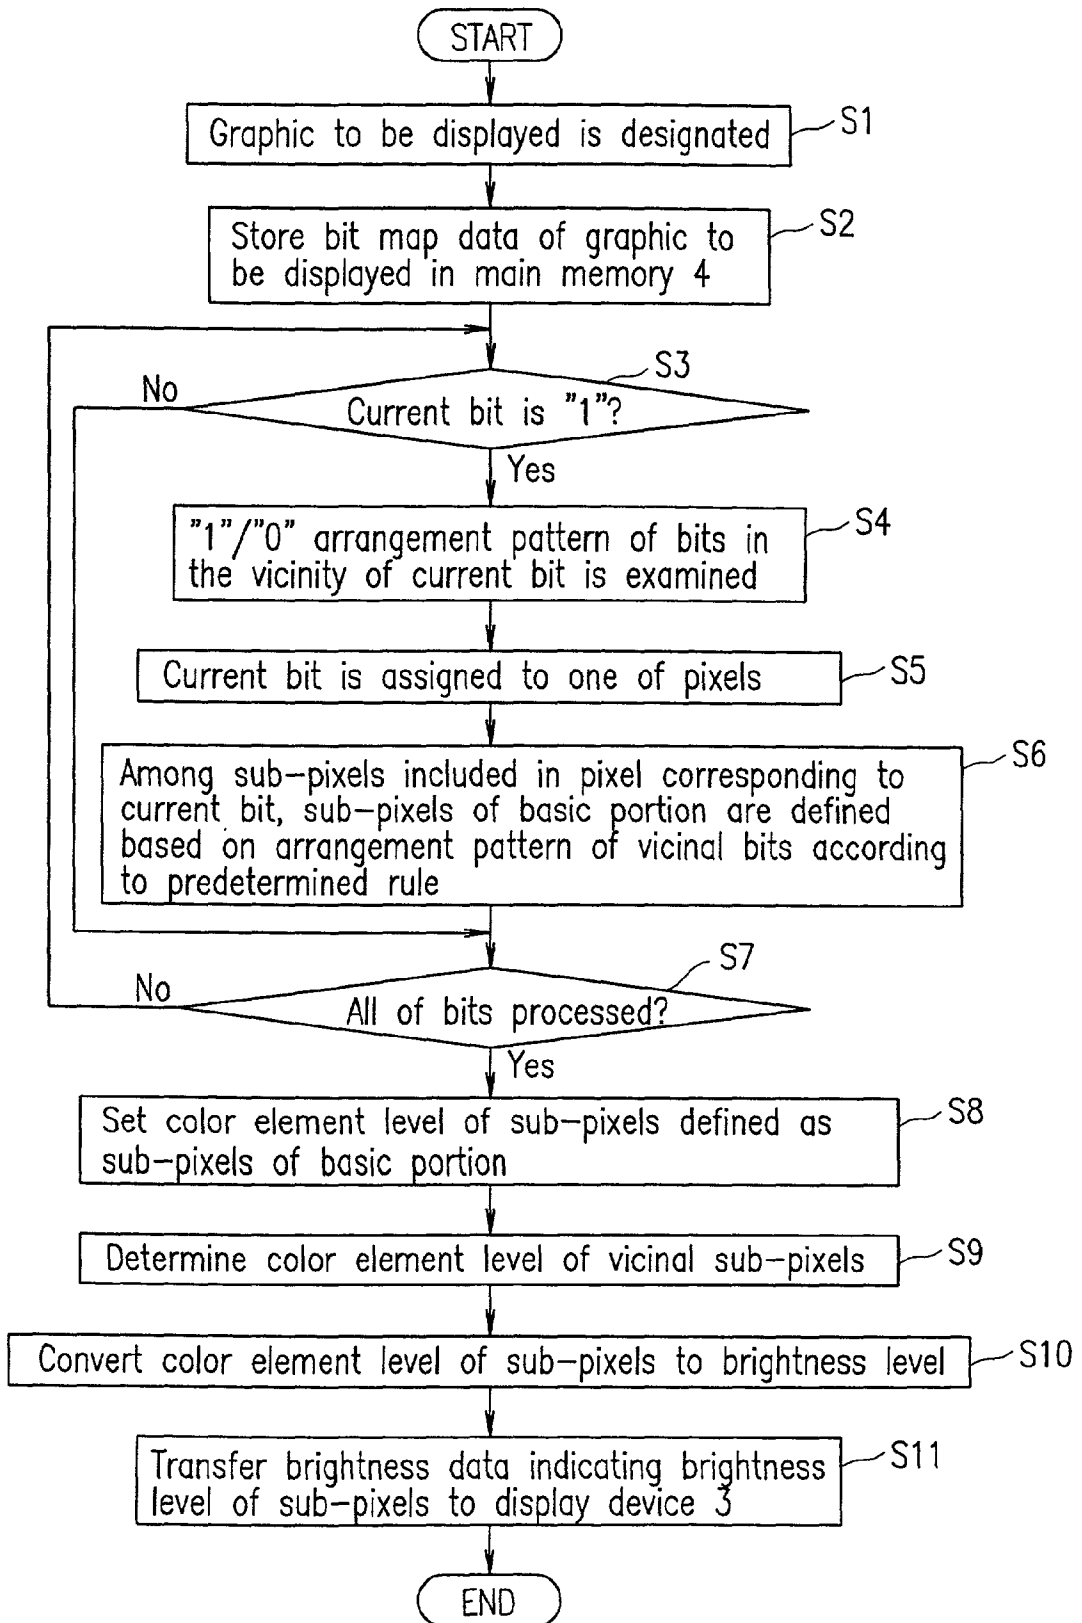 START
Graphic to be displayed is designated
S1
Store bit map data of graphic to
be displayed in main memory 4
S2
S3
No
Current bit is "1"?
Yes
"1"/"0" arrangement pattern of bits in
the vicinity of current bit is examined
S4
Current bit is assigned to one of pixels
S5
Among sub-pixels included in pixel corresponding to
current bit, sub-pixels of basic portion are defined
based on arrangement pattern of vicinal bits according
to predetermined rule
S6
S7
No
All of bits processed?
Yes
Set color element level of sub-pixels defined as
sub-pixels of basic portion
S8
Determine color element level of vicinal sub-pixels
S9
Convert color element level of sub-pixels to brightness level
S10
Transfer brightness data indicating brightness
level of sub-pixels to display device 3
S11
END